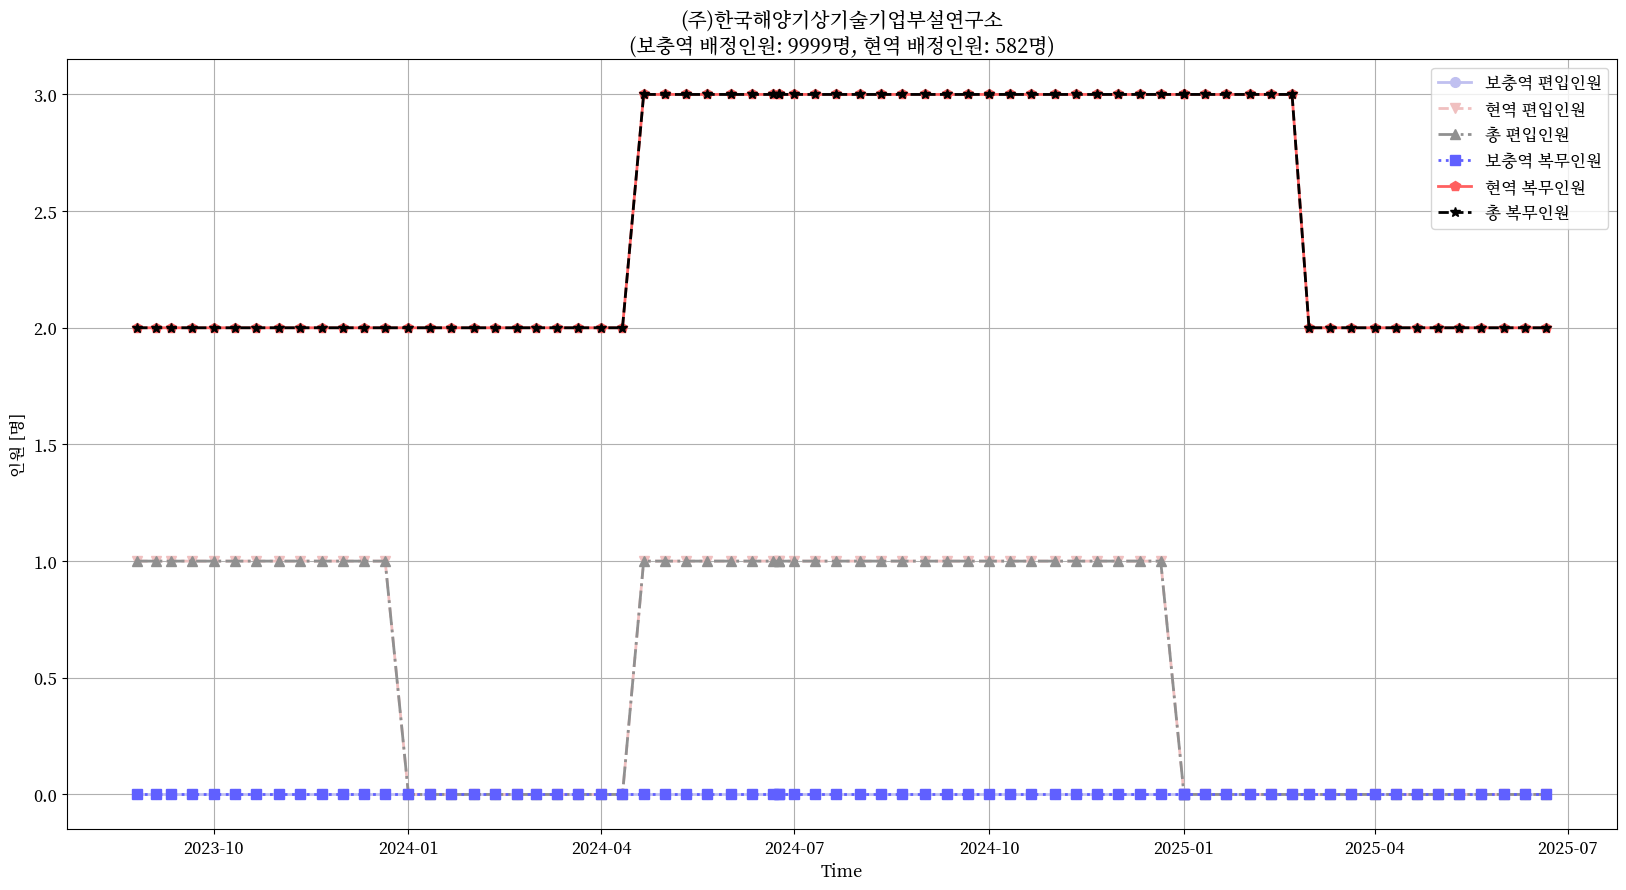 (주)한국해양기상기술기업부설연구소
(보충역 배정인원: 9999명, 현역 배정인원: 582명)
3.0
2.5
2.0
1.5
1.0
0.5
0.0
인원 [명]
보충역 편입인원
현역 편입인원
총 편입인원
보충역 복무인원
현역 복무인원
총 복무인원
2023-10
2024-01
2024-04
2024-07
2024-10
2025-01
2025-04
2025-07
Time